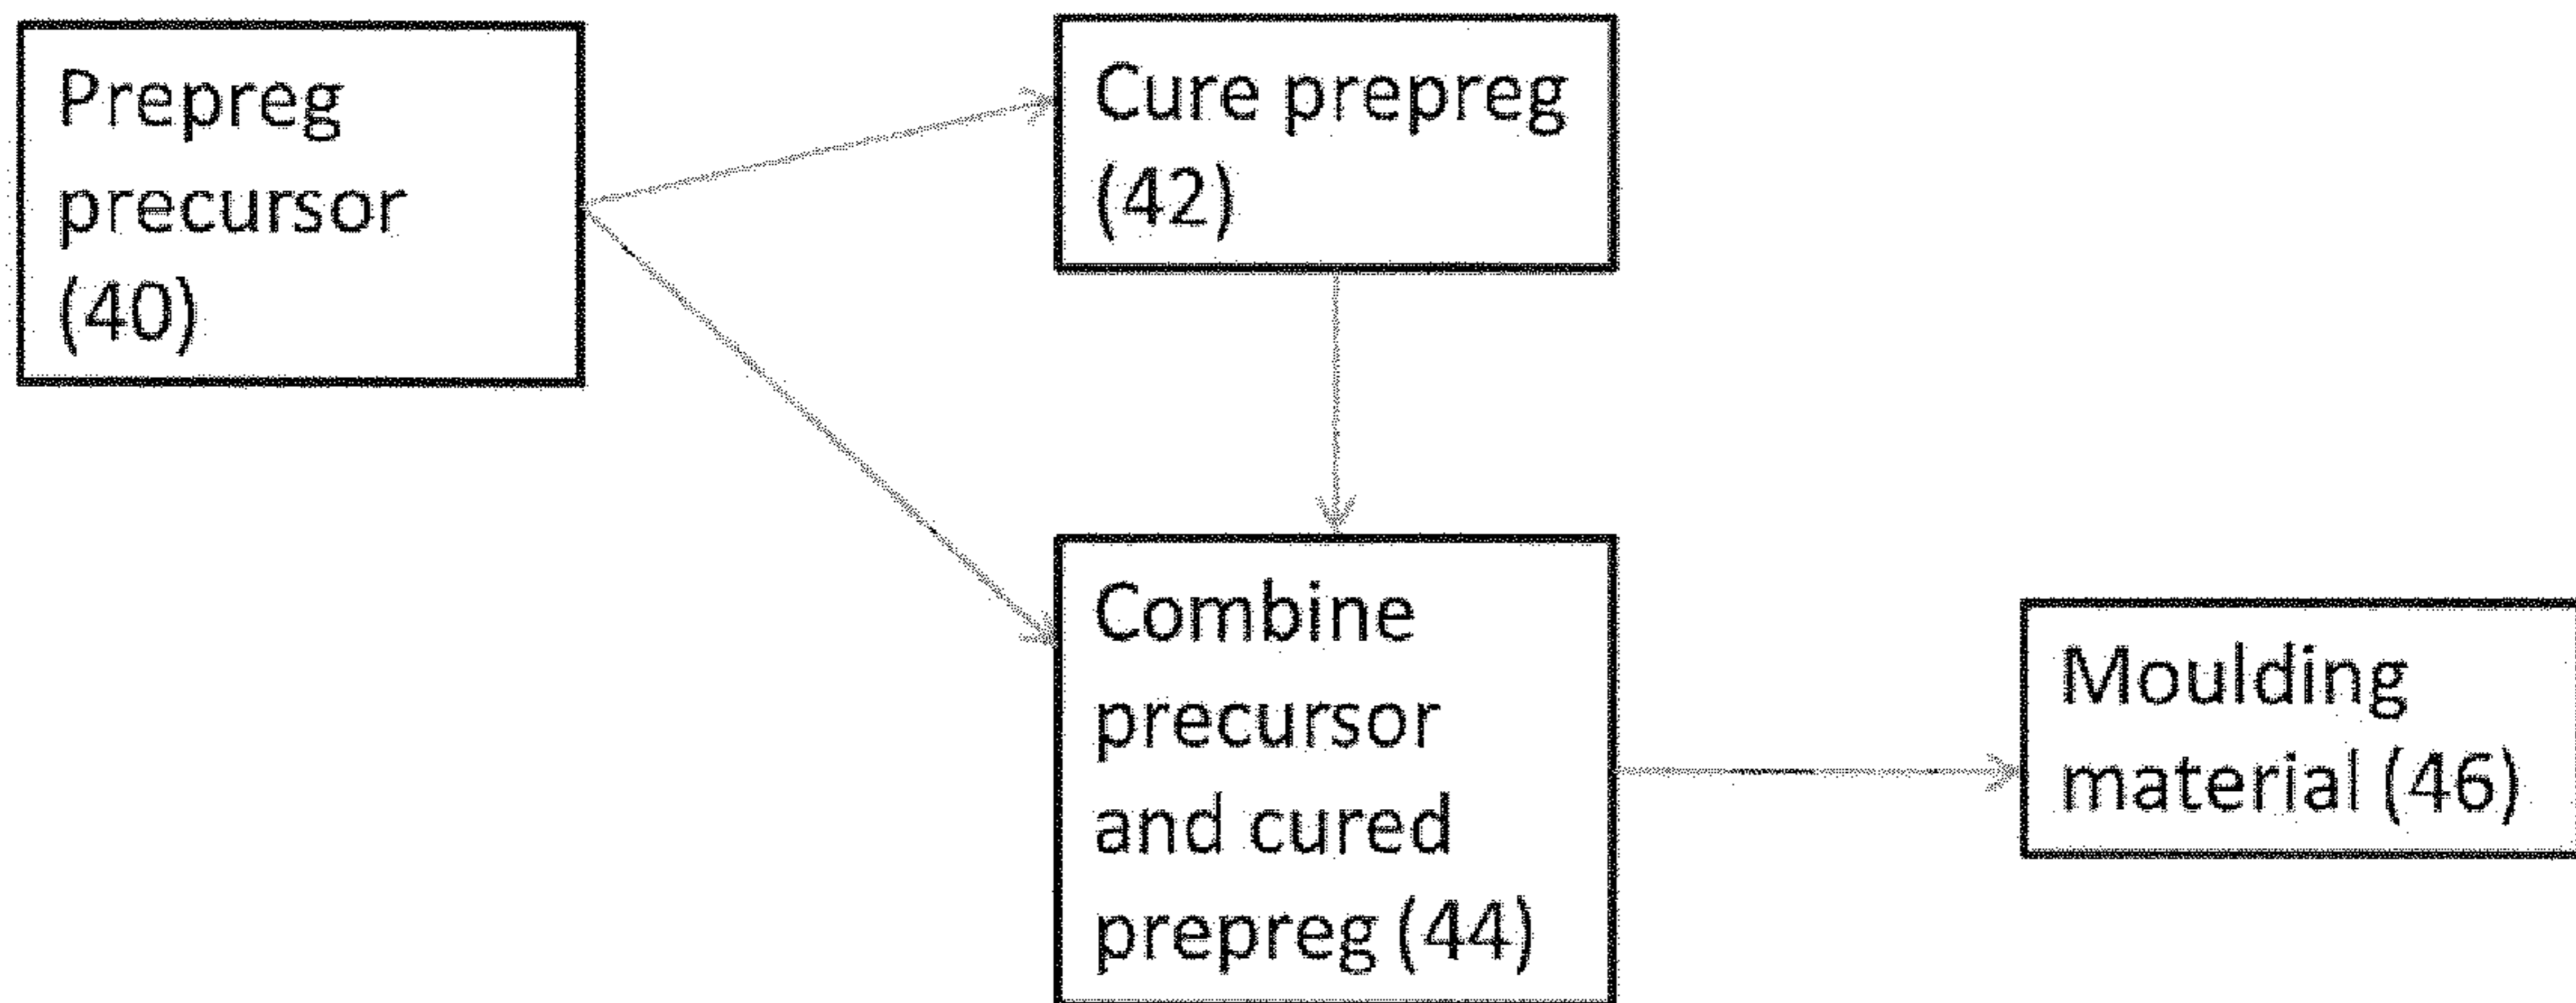 Prepreg
precursor
(40)
Cure prepreg
(42)
Combine
precursor
and cured
prepreg (44)
Moulding
material (46)